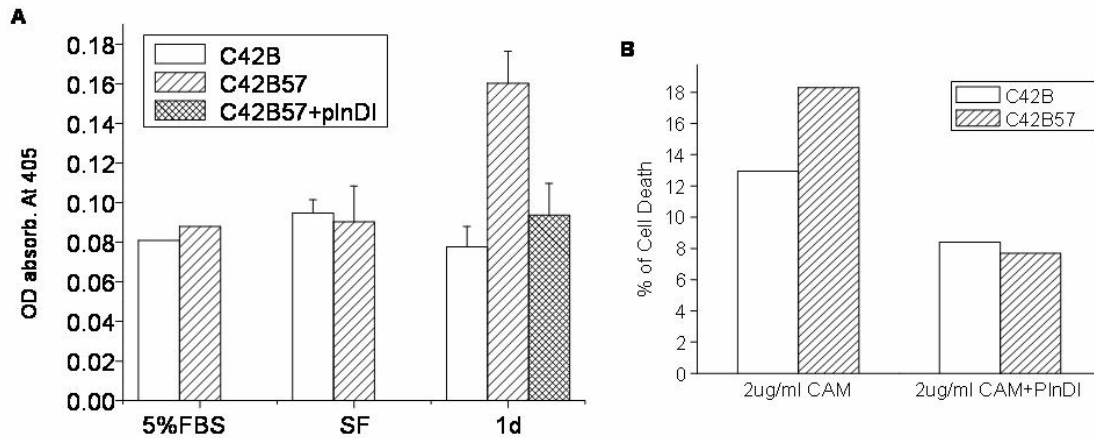 A
OD absorb. At 405
0.18
0.16
0.14
0.12
0.10
0.08
0.06
0.04
0.02
0.00
C42B
C42B57
C42B57+pInDI
5%FBS SF 1d
B
% of Cell Death
18
16
14
12
10
8
6
4
2
0
C42B
C42B57
2ug/ml CAM 2ug/ml CAM+PInDI